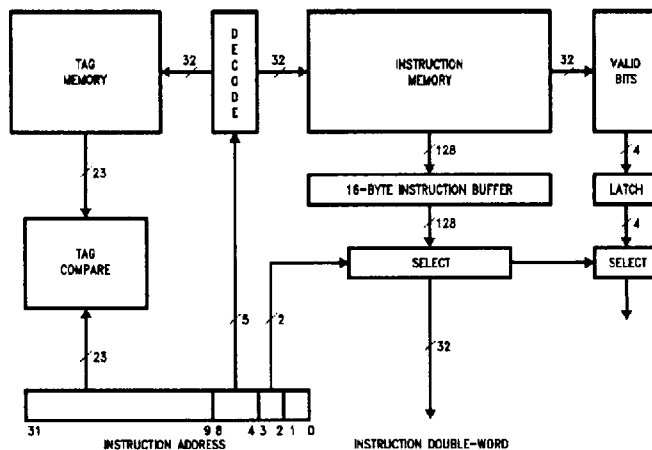 TAG
MEMORY
32
DECODE
32
INSTRUCTION
MEMORY
32
VALID
BITS
23
128
4
16-BYTE INSTRUCTION BUFFER
LATCH
128
4
TAG
COMPARE
SELECT
SELECT
23
5
2
32
31
9 8
4 3
2
1
0
INSTRUCTION ADDRESS
INSTRUCTION DOUBLE-WORD